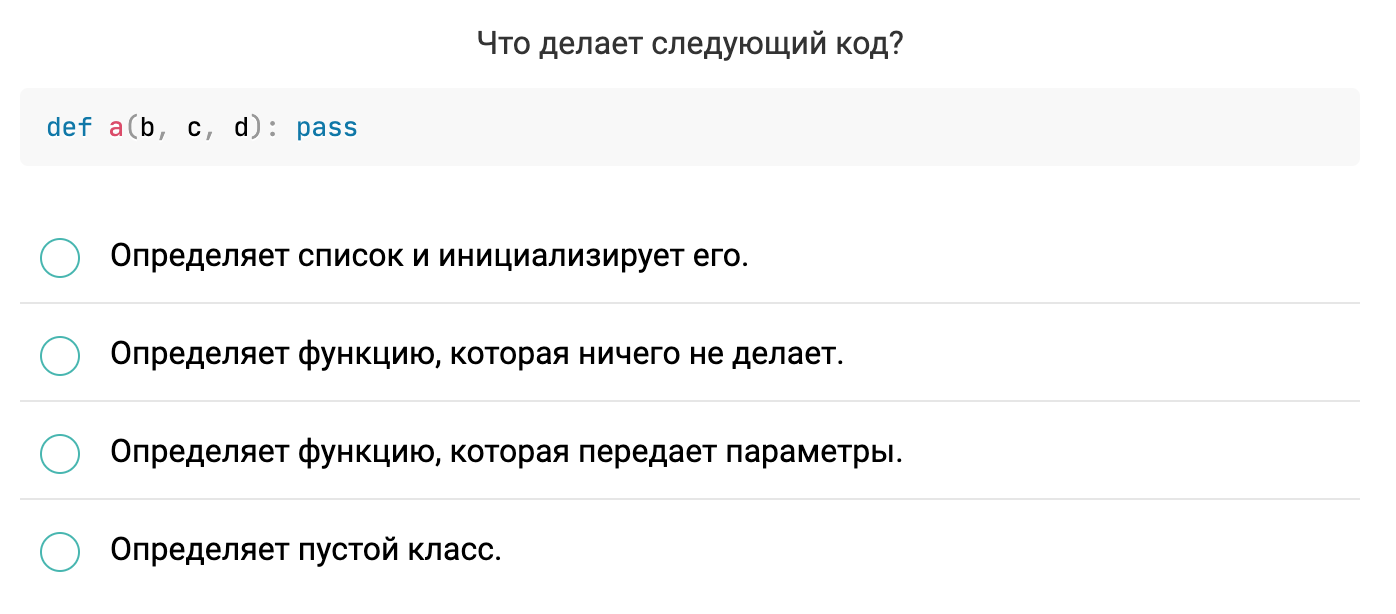 Что делает следующий код?
def a(b, c, d): pass
Определяет список и инициализирует его.
Определяет функцию, которая ничего не делает.
Определяет функцию, которая передает параметры.
Определяет пустой класс.